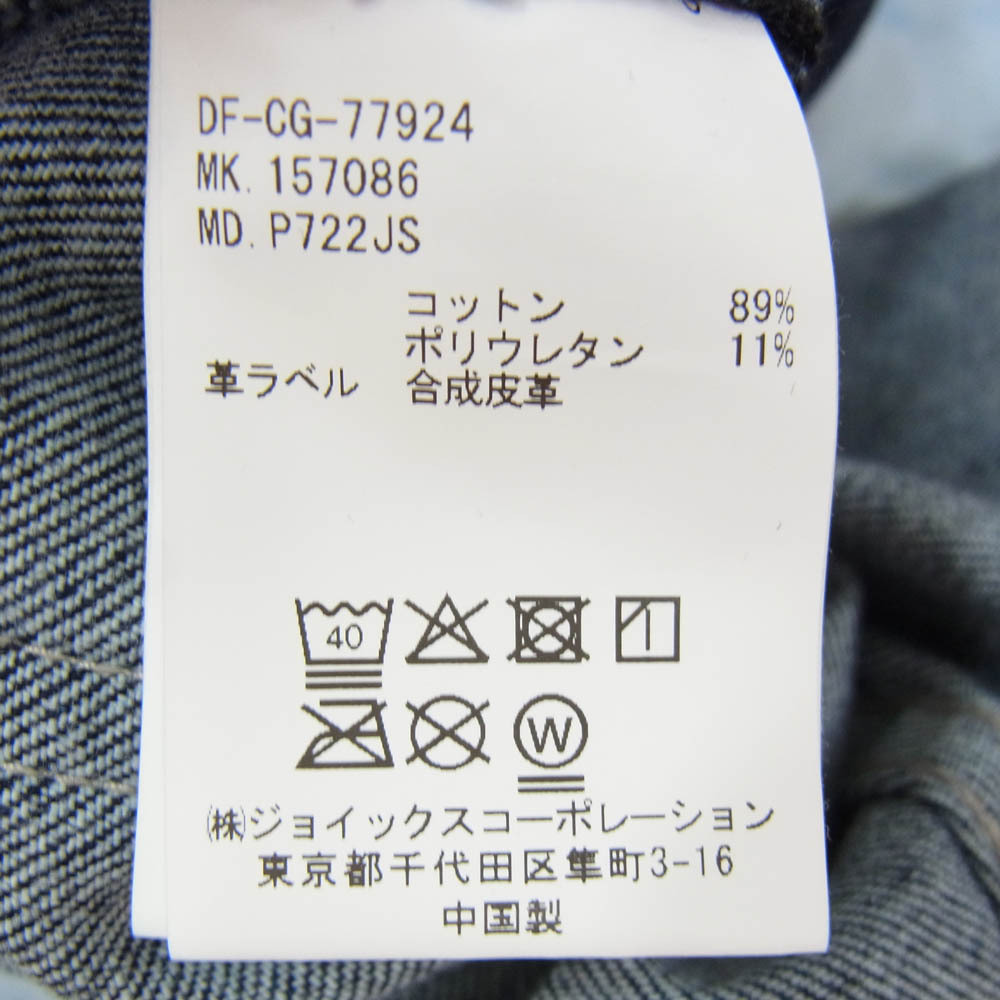 DF-CG-77924
MK. 157086
MD. P722JS
コットン 89%
ポリウレタン 11%
革ラベル 合成皮革
40
W
㈱ジョイックスコーポレーション
東京都千代田区隼町3-16
中国製